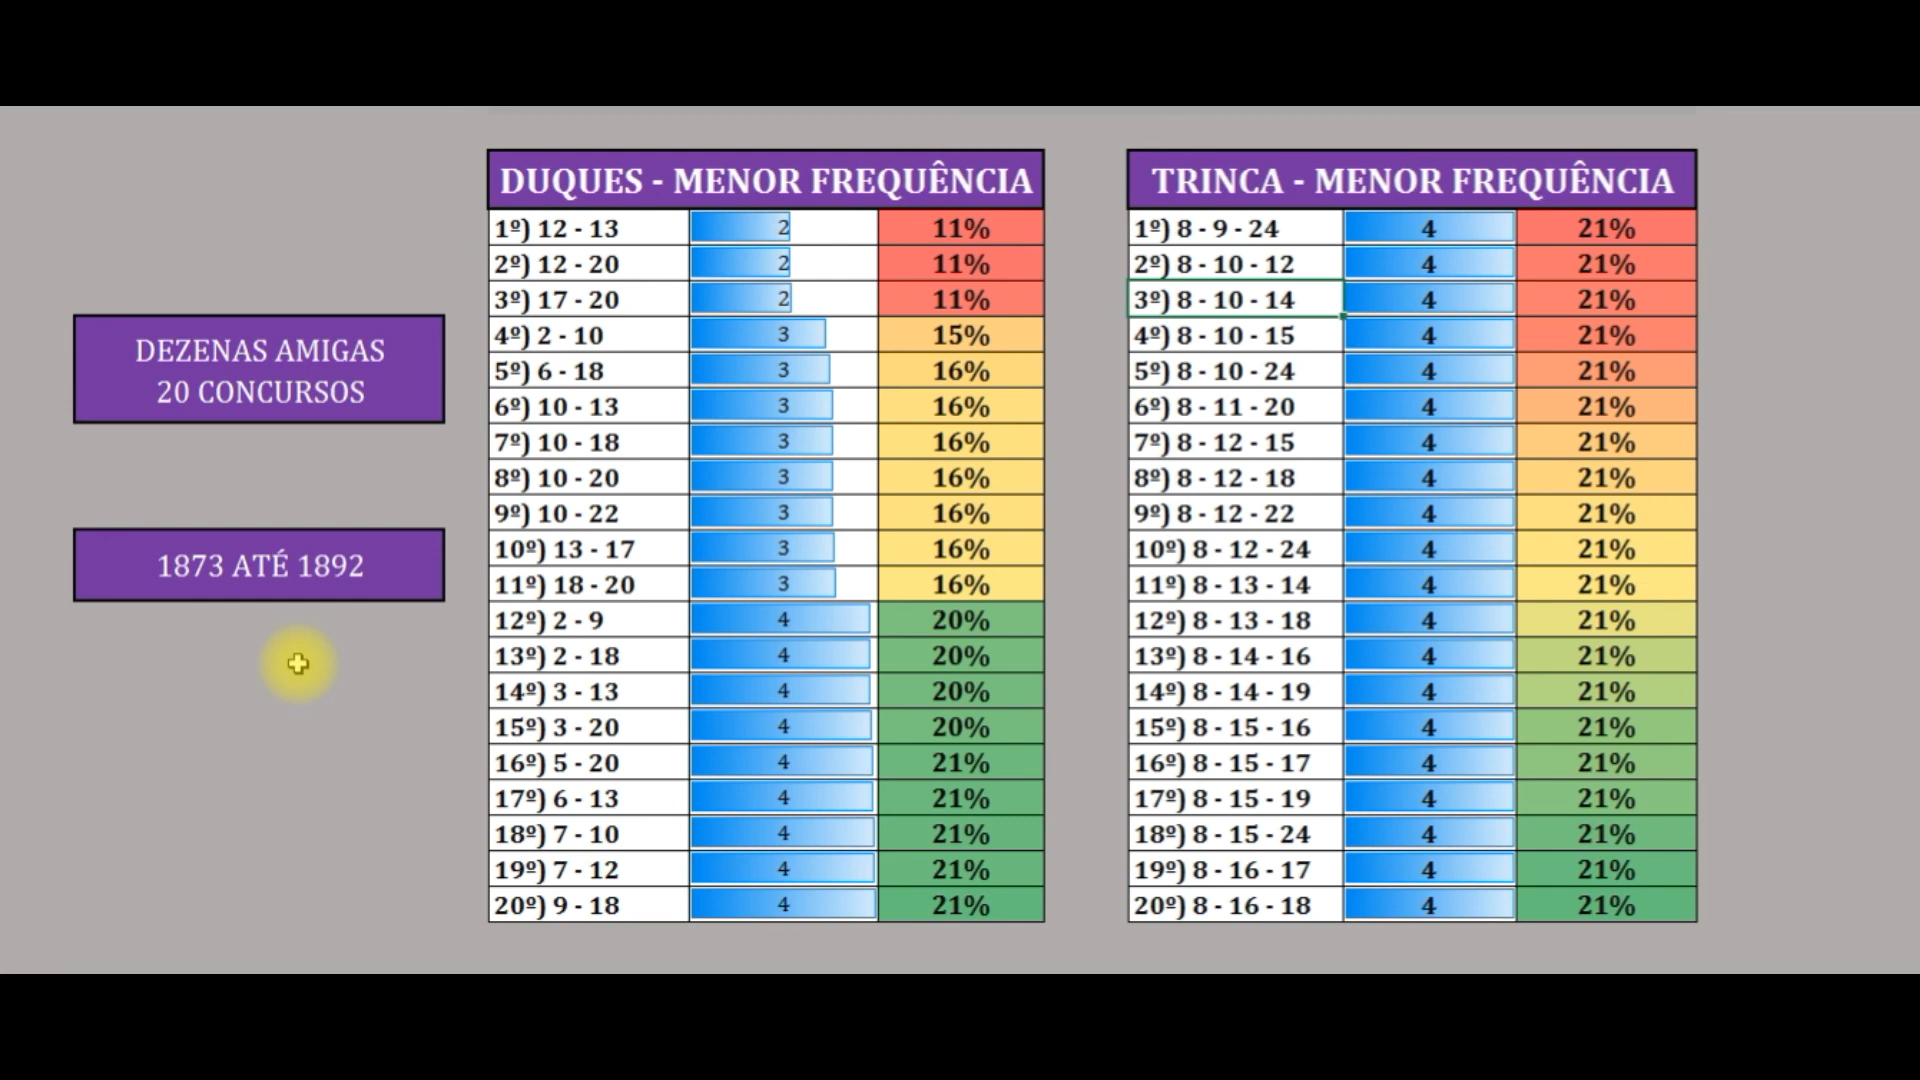 DEZENAS AMIGAS
20 CONCURSOS
1873 ATÉ 1892
DUQUES - MENOR FREQUÊNCIA
1º) 12 - 13 2 11%
2º) 12 - 20 2 11%
3º) 17 - 20 2 11%
4º) 2 - 10 3 15%
5º) 6 - 18 3 16%
6º) 10 - 13 3 16%
7º) 10 - 18 3 16%
8º) 10 - 20 3 16%
9º) 10 - 22 3 16%
10º) 13 - 17 3 16%
11º) 18 - 20 3 16%
12º) 2 - 9 4 20%
13º) 2 - 18 4 20%
14º) 3 - 13 4 20%
15º) 3 - 20 4 20%
16º) 5 - 20 4 21%
17º) 6 - 13 4 21%
18º) 7 - 10 4 21%
19º) 7 - 12 4 21%
20º) 9 - 18 4 21%
TRINCA - MENOR FREQUÊNCIA
1º) 8 - 9 - 24 4 21%
2º) 8 - 10 - 12 4 21%
3º) 8 - 10 - 14 4 21%
4º) 8 - 10 - 15 4 21%
5º) 8 - 10 - 24 4 21%
6º) 8 - 11 - 20 4 21%
7º) 8 - 12 - 15 4 21%
8º) 8 - 12 - 18 4 21%
9º) 8 - 12 - 22 4 21%
10º) 8 - 12 - 24 4 21%
11º) 8 - 13 - 14 4 21%
12º) 8 - 13 - 18 4 21%
13º) 8 - 14 - 16 4 21%
14º) 8 - 14 - 19 4 21%
15º) 8 - 15 - 16 4 21%
16º) 8 - 15 - 17 4 21%
17º) 8 - 15 - 19 4 21%
18º) 8 - 15 - 24 4 21%
19º) 8 - 16 - 17 4 21%
20º) 8 - 16 - 18 4 21%